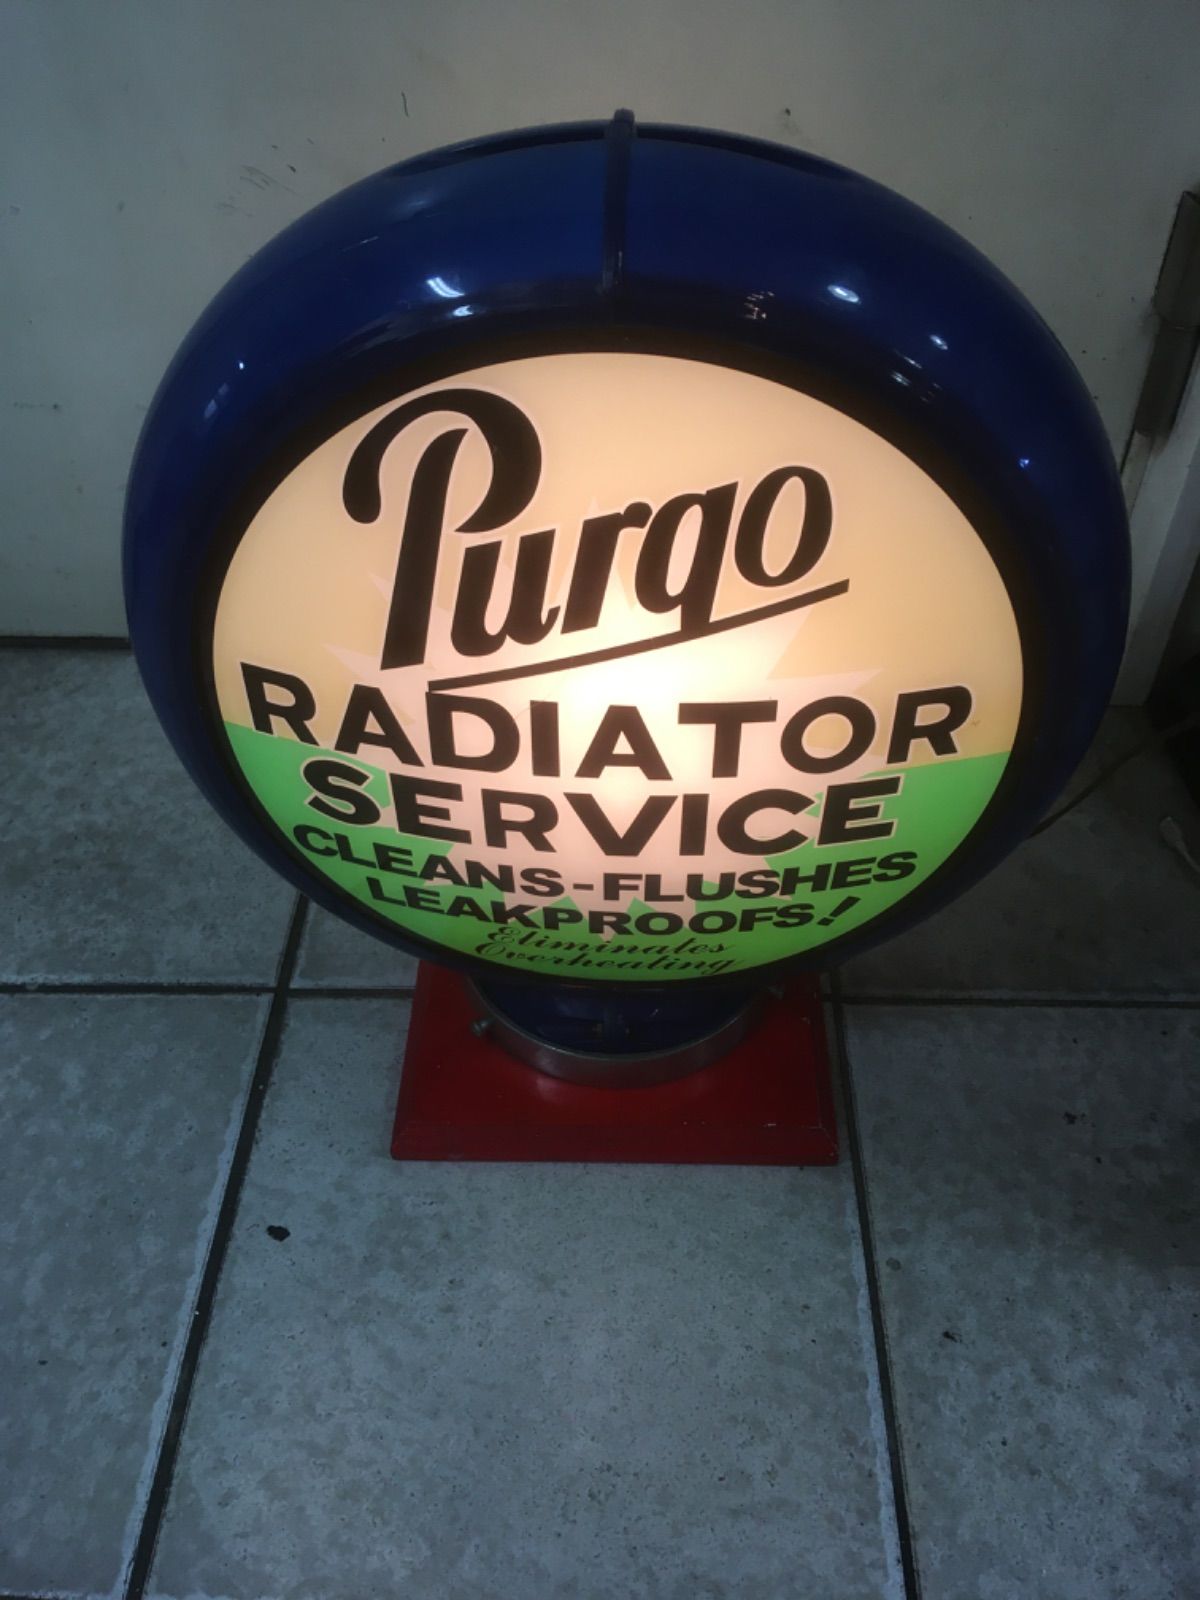 Purgo
RADIATOR
SERVICE
CLEANS-FLUSHES
LEAKPROOFS!
Eliminates
Overheating